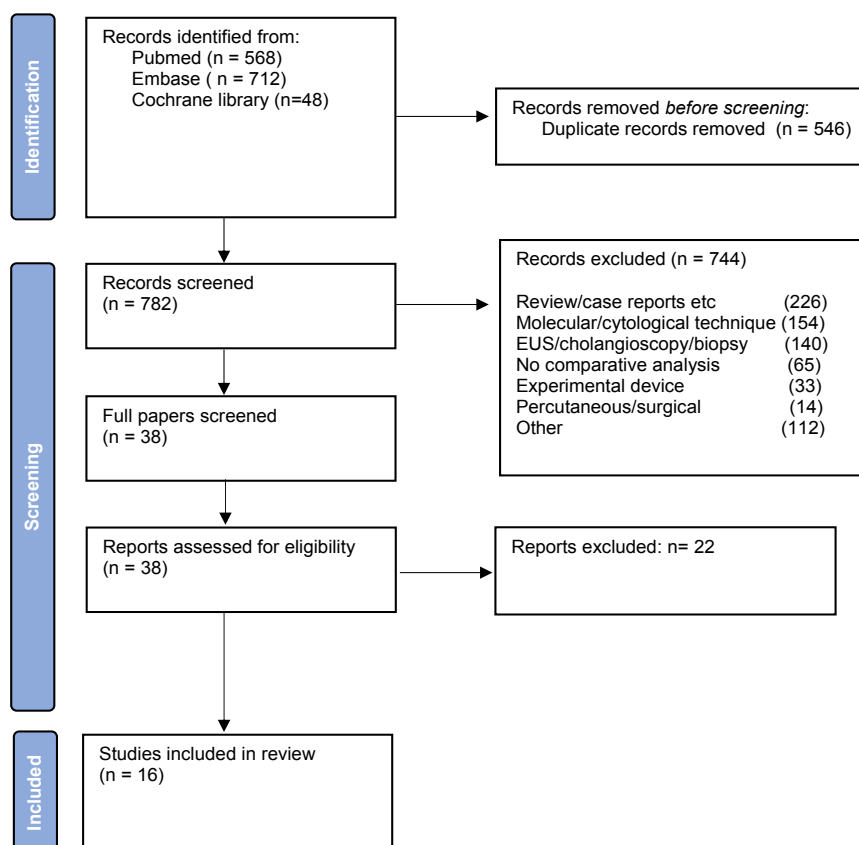 Identification
Records identified from:
Pubmed (n = 568)
Embase ( n = 712)
Cochrane library (n=48)
Records removed before screening:
Duplicate records removed (n = 546)
Screening
Records screened
(n = 782)
Records excluded (n = 744)
Review/case reports etc (226)
Molecular/cytological technique (154)
EUS/cholangioscopy/biopsy (140)
No comparative analysis (65)
Experimental device (33)
Percutaneous/surgical (14)
Other (112)
Full papers screened
(n = 38)
Reports assessed for eligibility
(n = 38)
Reports excluded: n= 22
Included
Studies included in review
(n = 16)